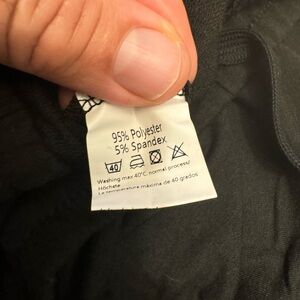 95% Polyester
5% Spandex
40
Washing max 40°C normal process/
Höchste
La temperatura máxima de 40 grados